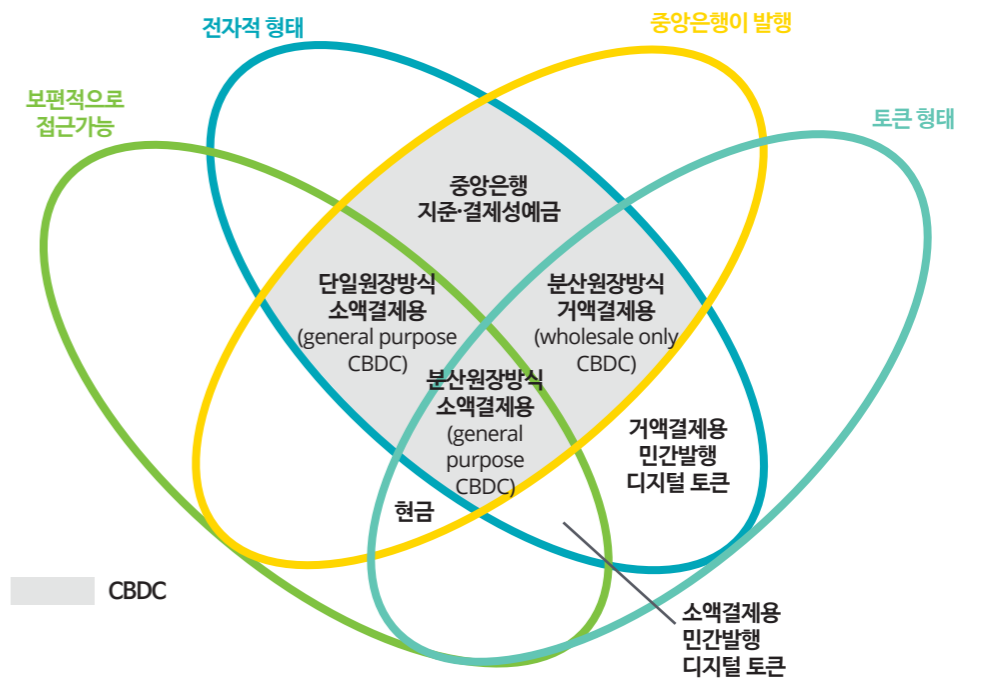 전자적 형태
중앙은행이 발행
보편적으로
접근가능
토큰 형태
중앙은행
지준·결제성예금
단일원장방식
소액결제용
(general purpose
CBDC)
분산원장방식
거액결제용
(wholesale only
CBDC)
분산원장방식
소액결제용
(general
purpose
CBDC)
거액결제용
민간발행
디지털 토큰
현금
CBDC
소액결제용
민간발행
디지털 토큰